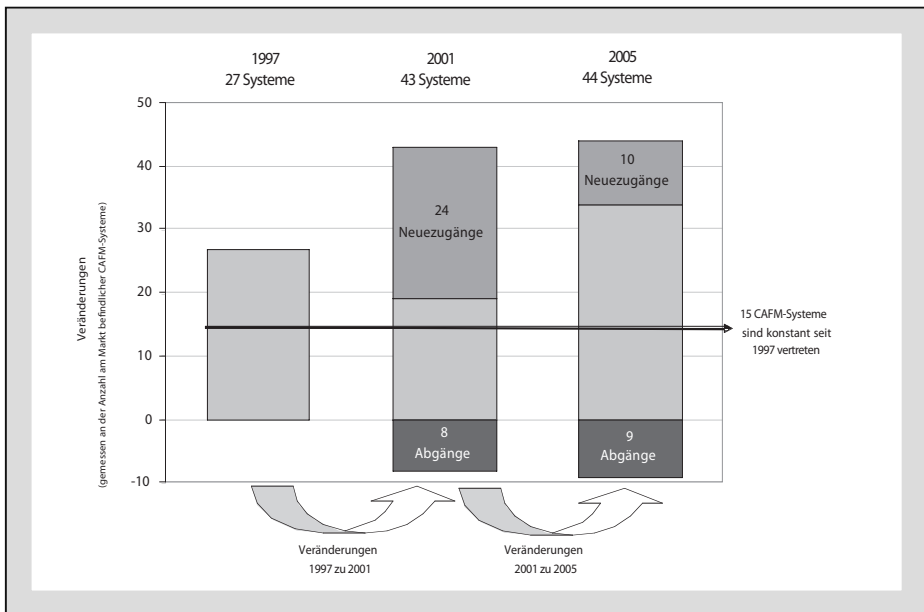 1997
27 Systeme
2001
43 Systeme
2005
44 Systeme
Veränderungen
(gemessen an der Anzahl am Markt befindlicher CAFM-Systeme)
50
40
30
20
10
0
-10
24
Neuezugänge
8
Abgänge
10
Neuezugänge
9
Abgänge
15 CAFM-Systeme
sind konstant seit
1997 vertreten
Veränderungen
1997 zu 2001
Veränderungen
2001 zu 2005